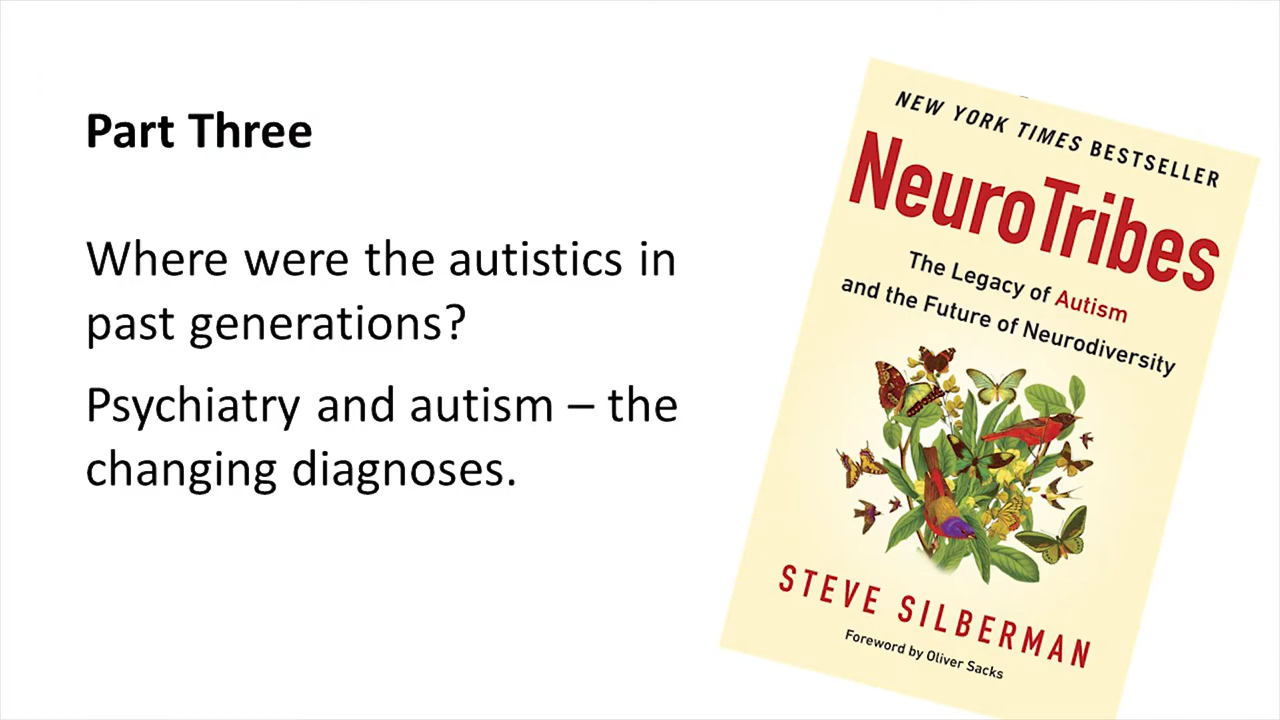 Part Three
Where were the autistics in
past generations?
Psychiatry and autism – the
changing diagnoses.
NEW YORK TIMES BESTSELLER
NeuroTribes
The Legacy of Autism
and the Future of Neurodiversity
STEVE SILBERMAN
Foreword by Oliver Sacks